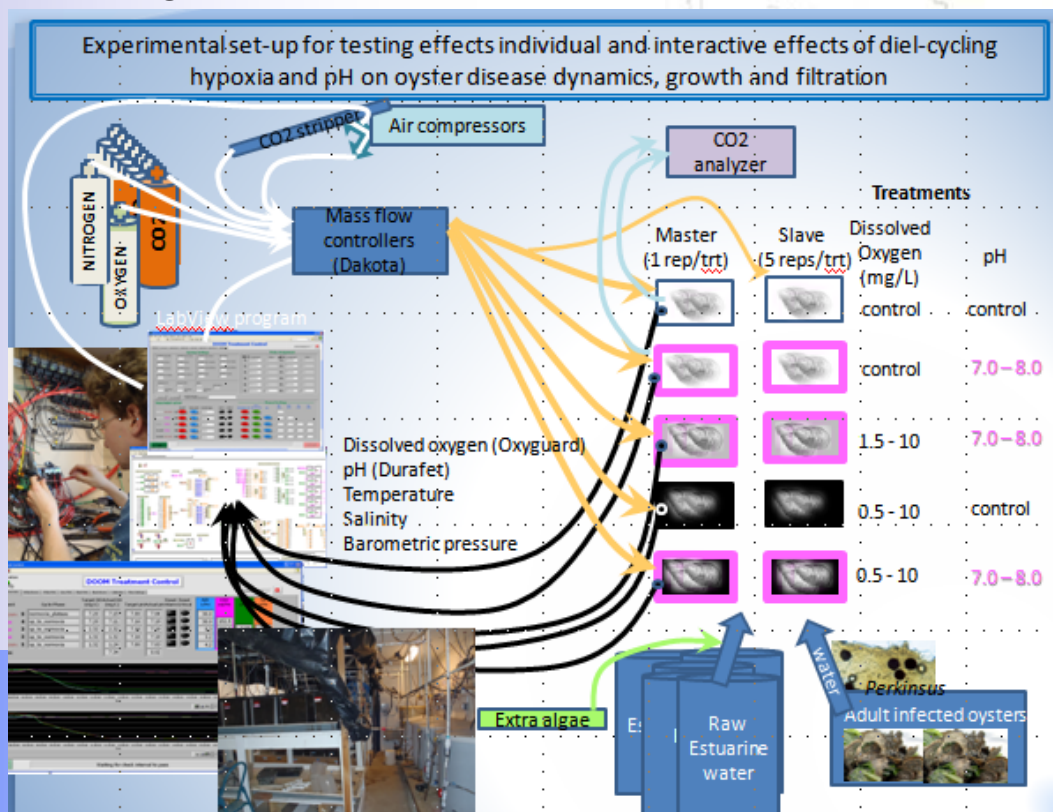 Experimental set-up for testing effects individual and interactive effects of diel-cycling
hypoxia and pH on oyster disease dynamics, growth and filtration
CO2 stripper
Air compressors
CO2
analyzer
NITROGEN
OXYGEN
CO2
Mass flow
controllers
(Dakota)
Treatments
Master
(1 rep/trt)
Slave
(5 reps/trt)
Dissolved
Oxygen
(mg/L)
pH
control
control
control
7.0 – 8.0
1.5 - 10
7.0 – 8.0
0.5 - 10
control
0.5 - 10
7.0 – 8.0
LabView program
DOOM Treatment Control
Dissolved oxygen (Oxyguard)
pH (Durafet)
Temperature
Salinity
Barometric pressure
DOOM Treatment Control
Extra algae
Raw
Estuarine
water
water
Perkinsus
Adult infected oysters